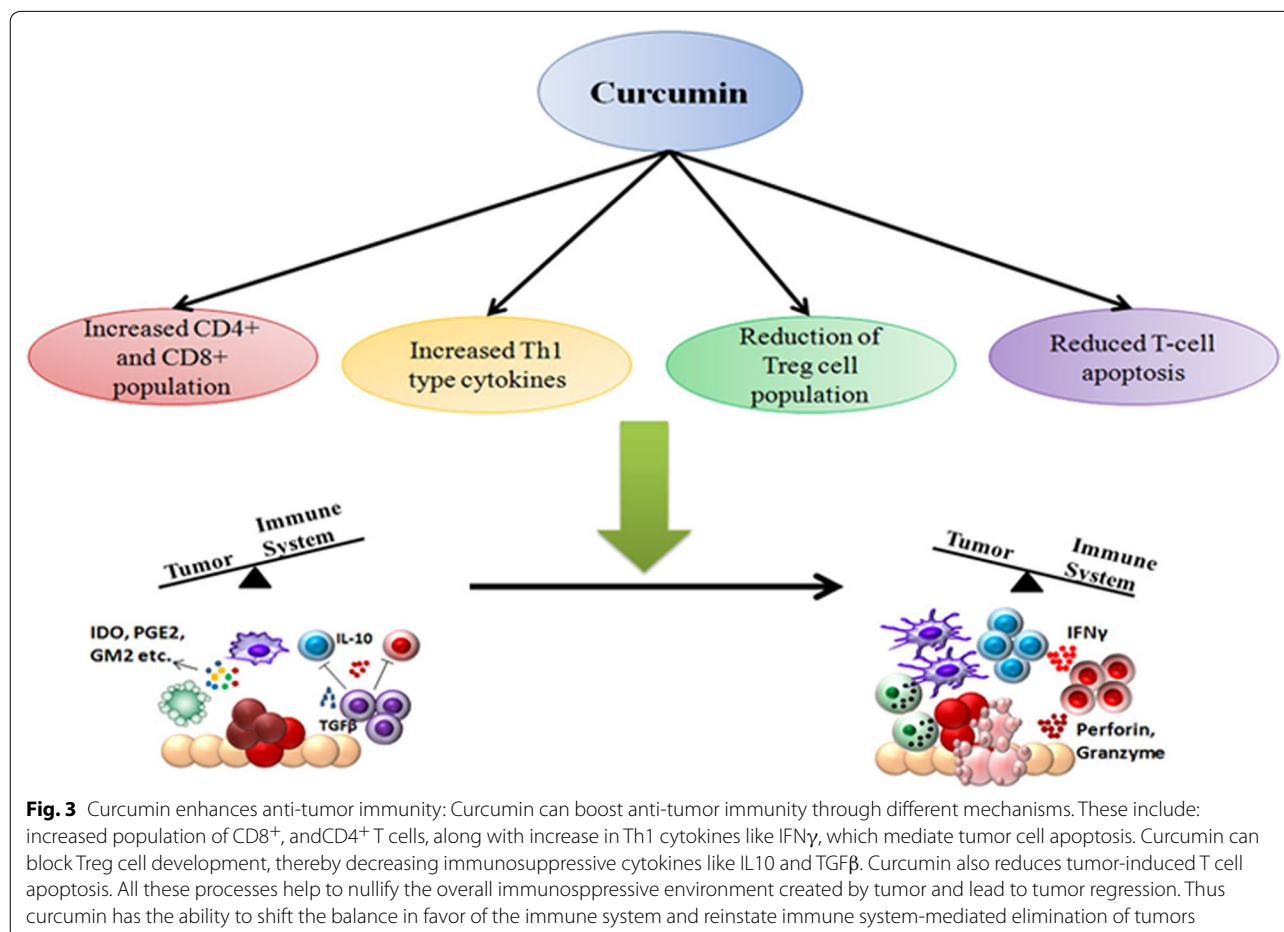 Curcumin
Increased CD4+
and CD8+
population
Increased Th1
type cytokines
Reduction of
Treg cell
population
Reduced T-cell
apoptosis
Immune
System
Tumor
Tumor
Immune
System
IDO, PGE2,
GM2 etc.
IL-10
TGFβ
IFNγ
Perforin,
Granzyme
Fig. 3 Curcumin enhances anti-tumor immunity: Curcumin can boost anti-tumor immunity through different mechanisms. These include:
increased population of CD8⁺, andCD4⁺ T cells, along with increase in Th1 cytokines like IFNγ, which mediate tumor cell apoptosis. Curcumin can
block Treg cell development, thereby decreasing immunosuppressive cytokines like IL10 and TGFβ. Curcumin also reduces tumor-induced T cell
apoptosis. All these processes help to nullify the overall immunosppressive environment created by tumor and lead to tumor regression. Thus
curcumin has the ability to shift the balance in favor of the immune system and reinstate immune system-mediated elimination of tumors